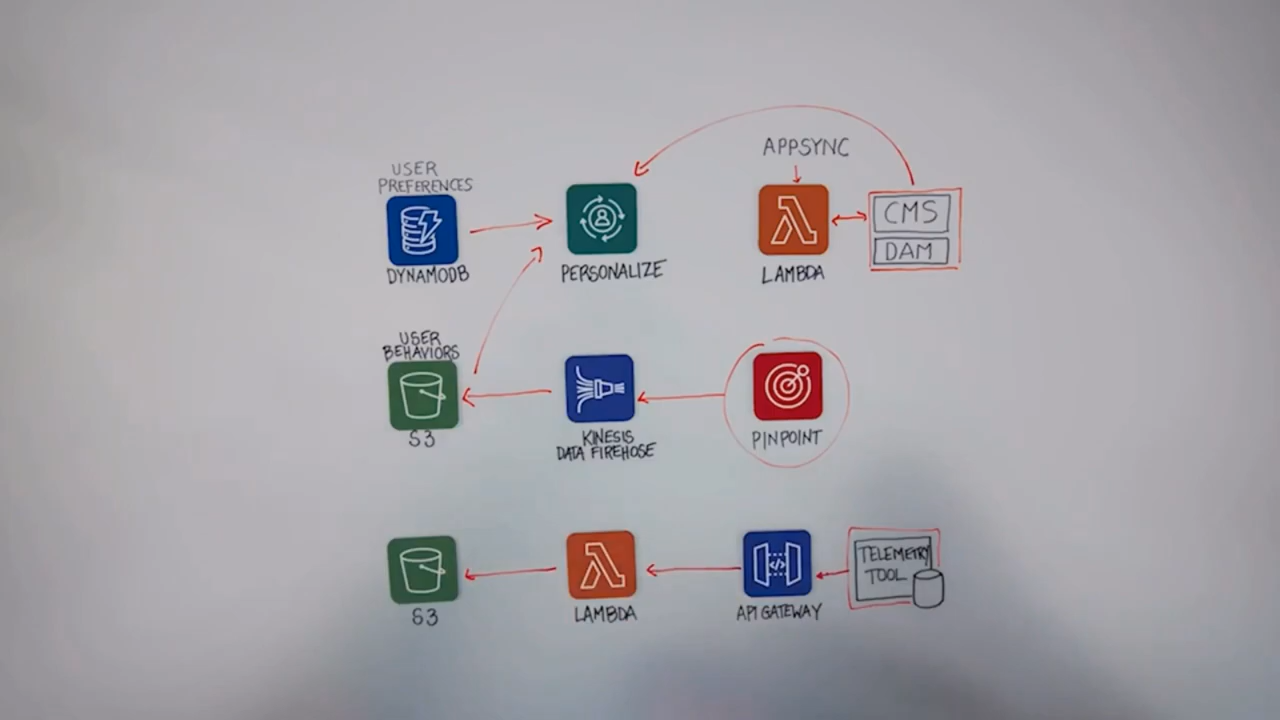 APPSYNC
USER
PREFERENCES
CMS
DAM
DYNAMODB
PERSONALIZE
LAMBDA
USER
BEHAVIORS
S3
KINESIS
DATA FIREHOSE
PINPOINT
TELEMETRY
TOOL
S3
LAMBDA
API GATEWAY